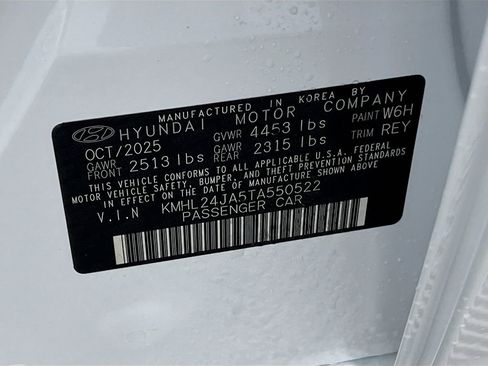 MANUFACTURED IN KOREA BY
HYUNDAI MOTOR COMPANY
OCT/2025 GVWR 4453 lbs PAINT W6H
GAWR FRONT 2513 lbs GAWR REAR 2315 lbs TRIM REY
THIS VEHICLE CONFORMS TO ALL APPLICABLE U.S.A. FEDERAL
MOTOR VEHICLE SAFETY, BUMPER, AND THEFT PREVENTION STANDARDS
IN EFFECT ON THE DATE OF MANUFACTURE SHOWN ABOVE.
V.I.N KMHL24JA5TA550522
PASSENGER CAR